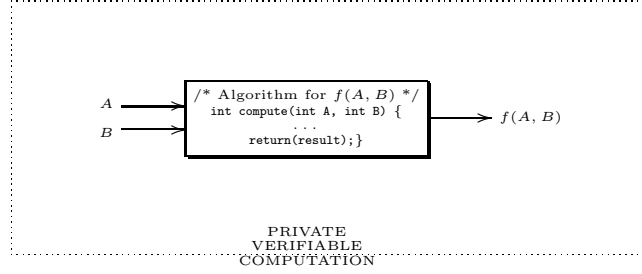 /* Algorithm for f(A, B) */
A
int compute(int A, int B) {
f(A, B)
...
B
return(result);}
PRIVATE
VERIFIABLE
COMPUTATION